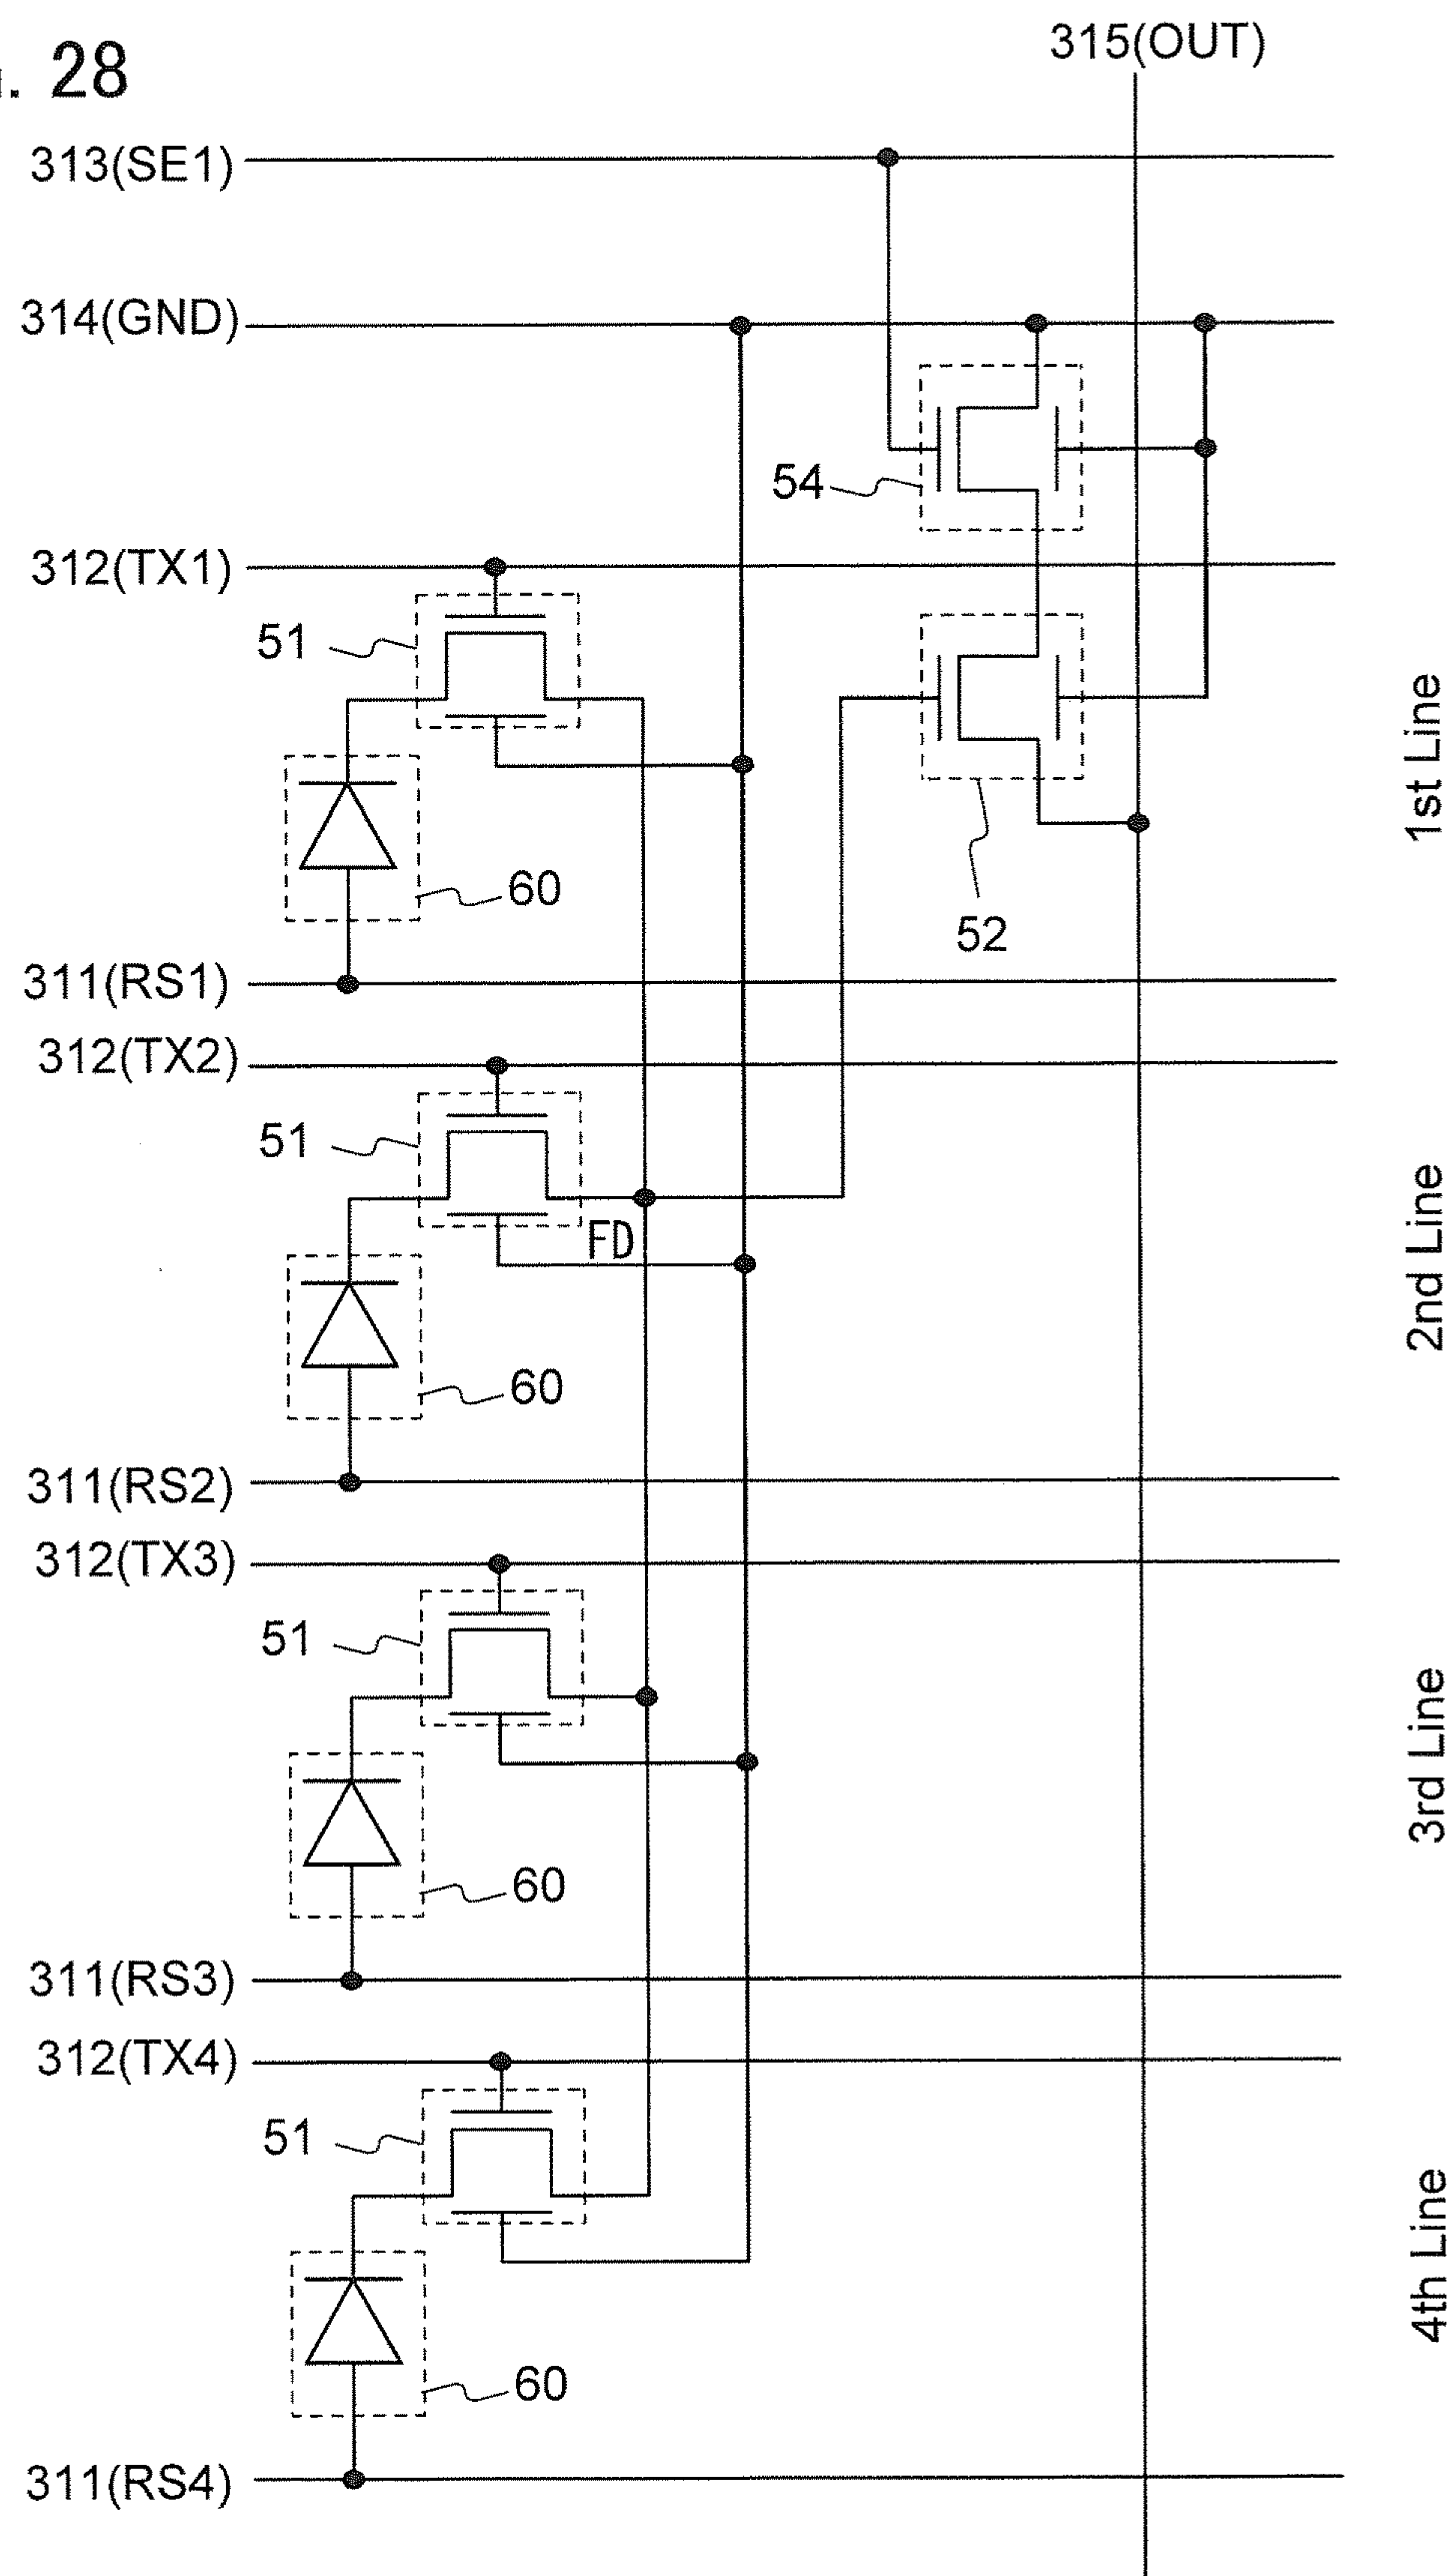 . 28
315(OUT)
313(SE1)
314(GND)
54
312(TX1)
51
52
60
1st Line
311(RS1)
312(TX2)
51
FD
60
2nd Line
311(RS2)
312(TX3)
51
60
3rd Line
311(RS3)
312(TX4)
51
60
4th Line
311(RS4)